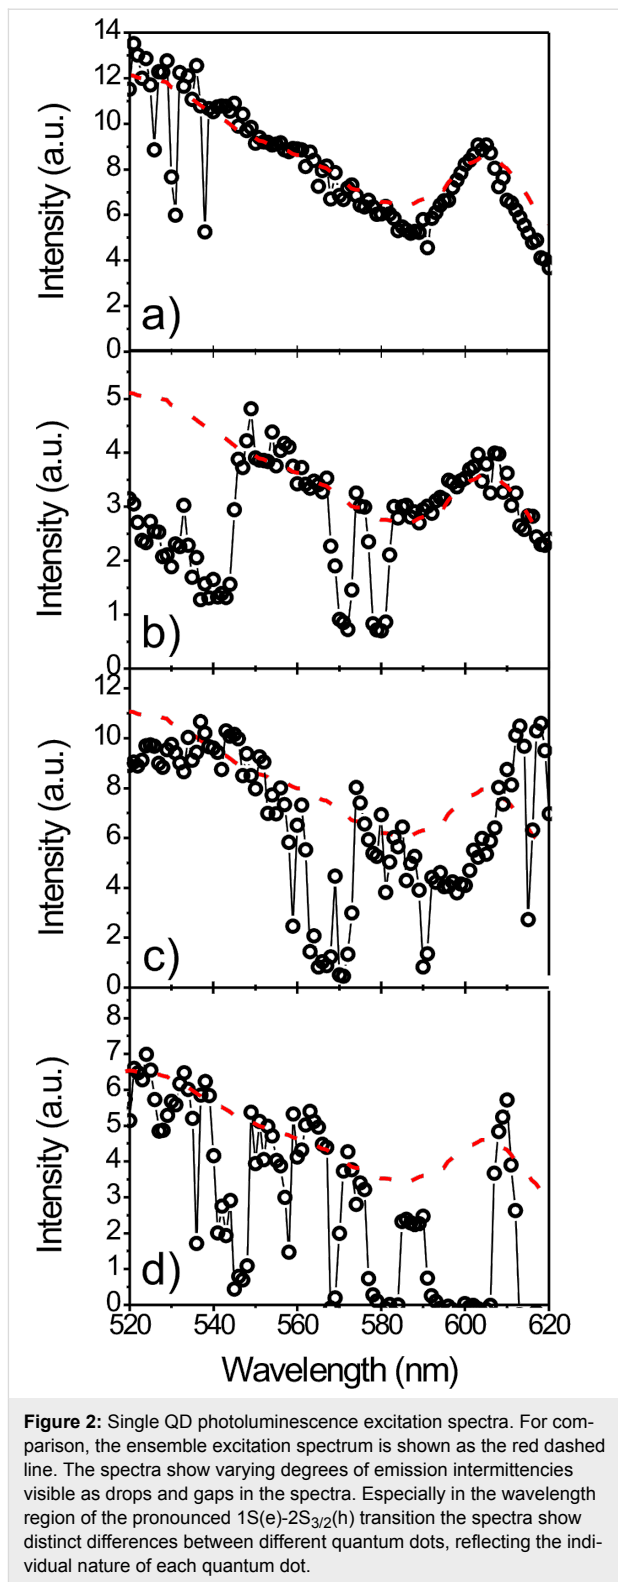 14
12
10
8
6
4
2
0
Intensity (a.u.)
a)
5
4
3
2
1
0
Intensity (a.u.)
b)
12
10
8
6
4
2
0
Intensity (a.u.)
c)
8
7
6
5
4
3
2
1
0
Intensity (a.u.)
d)
520 540 560 580 600 620
Wavelength (nm)
Figure 2: Single QD photoluminescence excitation spectra. For com-
parison, the ensemble excitation spectrum is shown as the red dashed
line. The spectra show varying degrees of emission intermittencies
visible as drops and gaps in the spectra. Especially in the wavelength
region of the pronounced 1S(e)-2S3/2(h) transition the spectra show
distinct differences between different quantum dots, reflecting the indi-
vidual nature of each quantum dot.